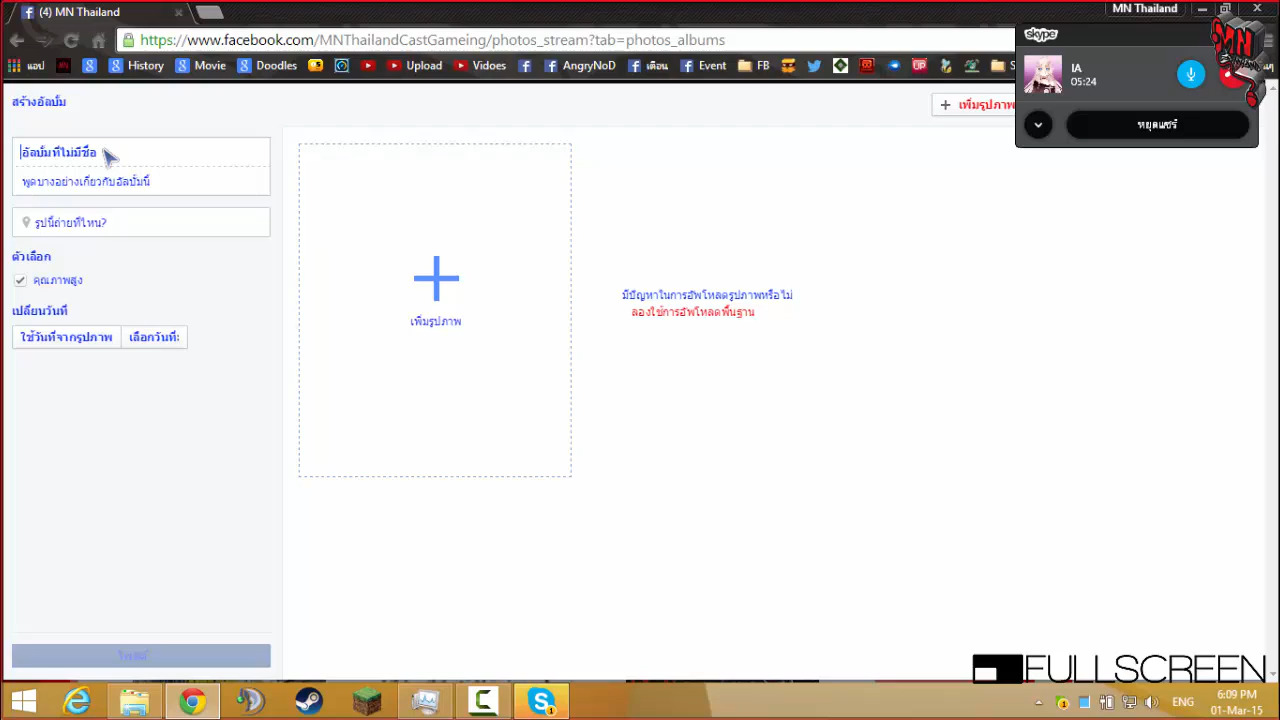 (4) MN Thailand
MN Thailand
https://www.facebook.com/MNThailandCastGameing/photos_stream?tab=photos_albums
แอป
History
Movie
Doodles
Upload
Vidoes
AngryNoD
เตือน
Event
FB
skype
IA
05:24
หยุดแชร์
MN
สร้างอัลบั้ม
เพิ่มรูปภาพ
อัลบั้มที่ไม่มีชื่อ
พูดบางอย่างเกี่ยวกับอัลบั้มนี้
รูปนี้ถ่ายที่ไหน?
ตัวเลือก
คุณภาพสูง
เปลี่ยนวันที่
ใช้วันที่จากรูปภาพ
เลือกวันที่:
เพิ่มรูปภาพ
มีปัญหาในการอัพโหลดรูปภาพหรือไม่
ลองใช้การอัพโหลดพื้นฐาน
โพสต์
FULLSCREEN
ENG
6:09 PM
01-Mar-15